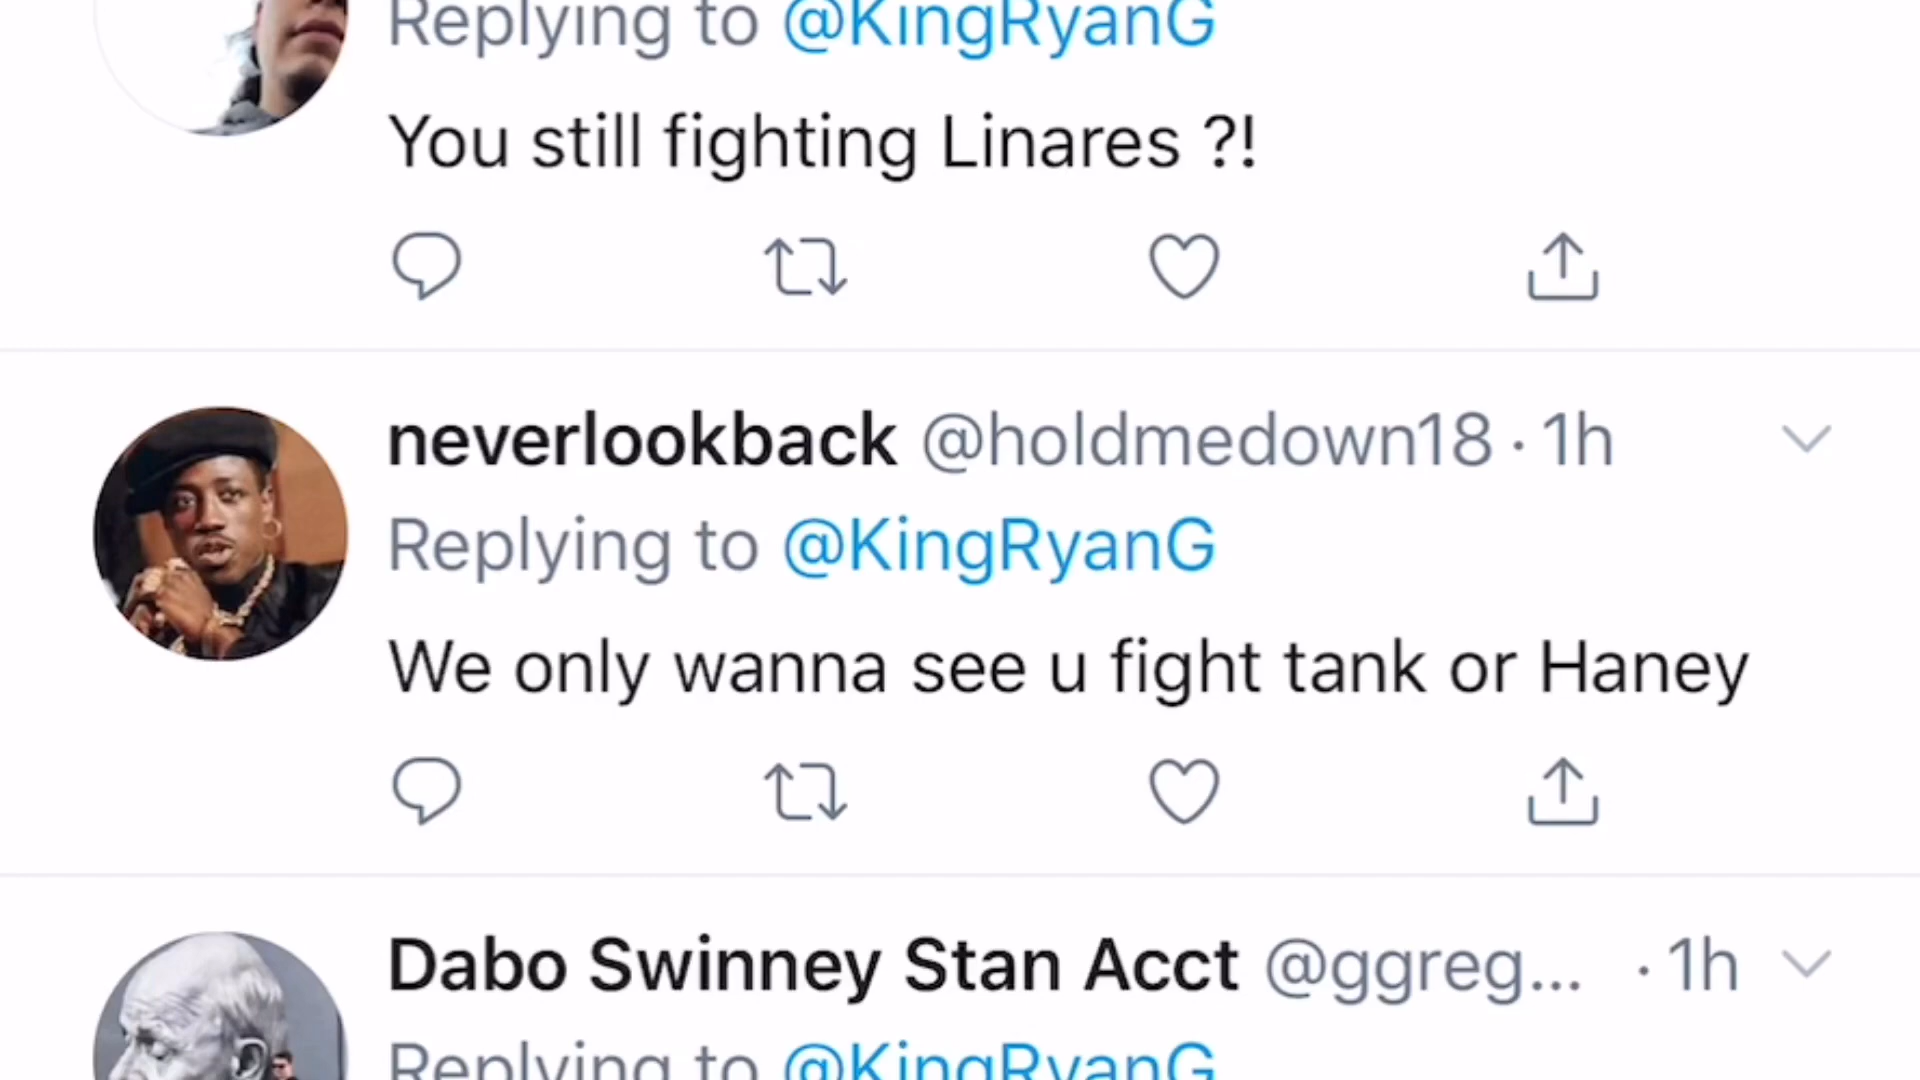 Replying to @KingRyanG
You still fighting Linares ?!
neverlookback @holdmedown18 · 1h
Replying to @KingRyanG
We only wanna see u fight tank or Haney
Dabo Swinney Stan Acct @ggreg... · 1h
Replying to @KingRyanG